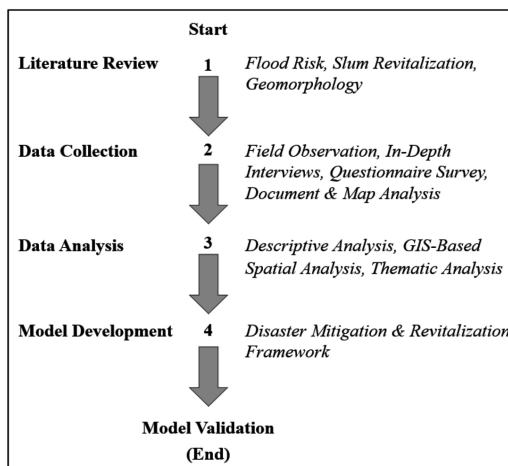 Start
Literature Review 1 Flood Risk, Slum Revitalization,
Geomorphology
Data Collection 2 Field Observation, In-Depth
Interviews, Questionnaire Survey,
Document & Map Analysis
Data Analysis 3 Descriptive Analysis, GIS-Based
Spatial Analysis, Thematic Analysis
Model Development 4 Disaster Mitigation & Revitalization
Framework
Model Validation
(End)